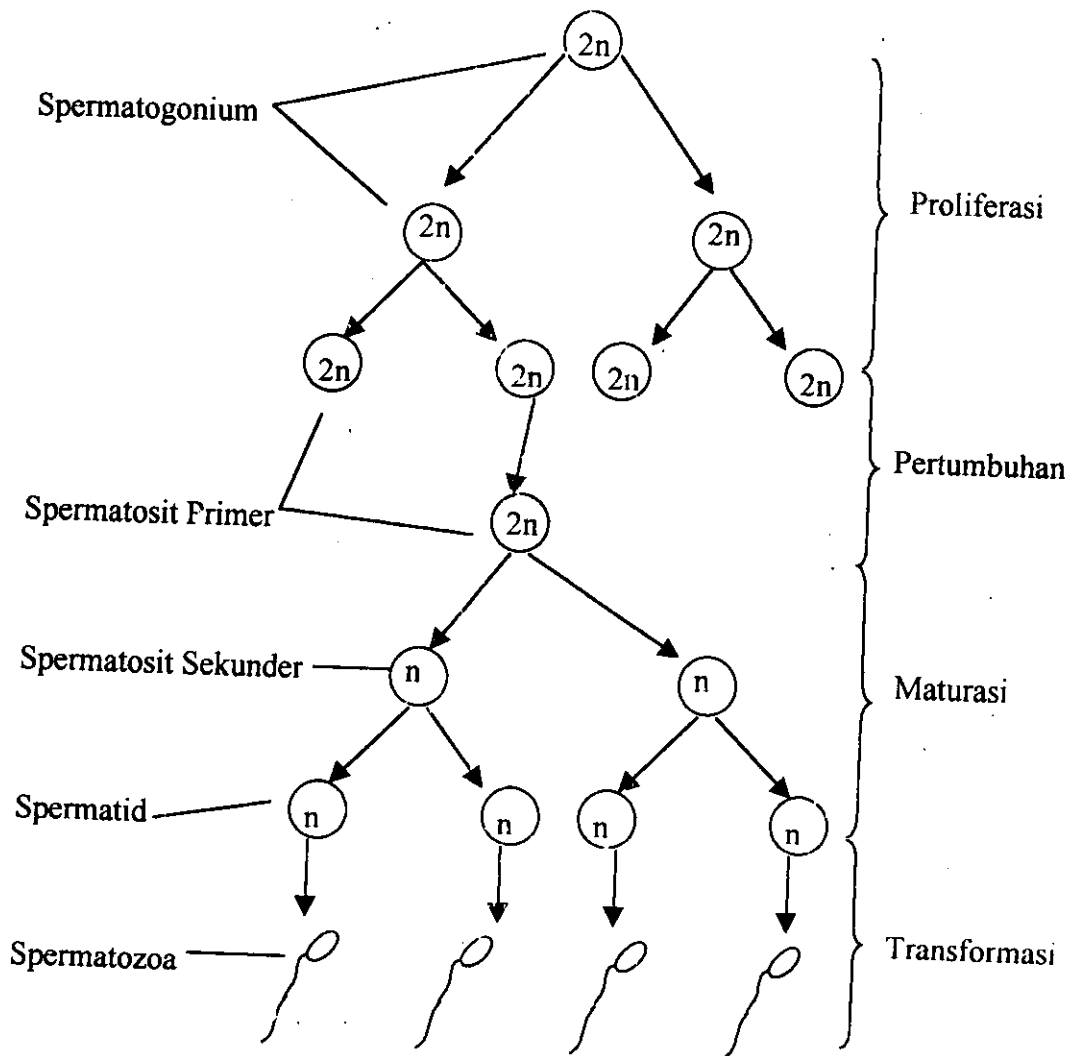 2n
Spermatogonium
2n 2n
Proliferasi
2n 2n 2n 2n
Pertumbuhan
Spermatosit Primer
2n
Spermatosit Sekunder
n n
Maturasi
Spermatid
n n n n
Spermatozoa
Transformasi